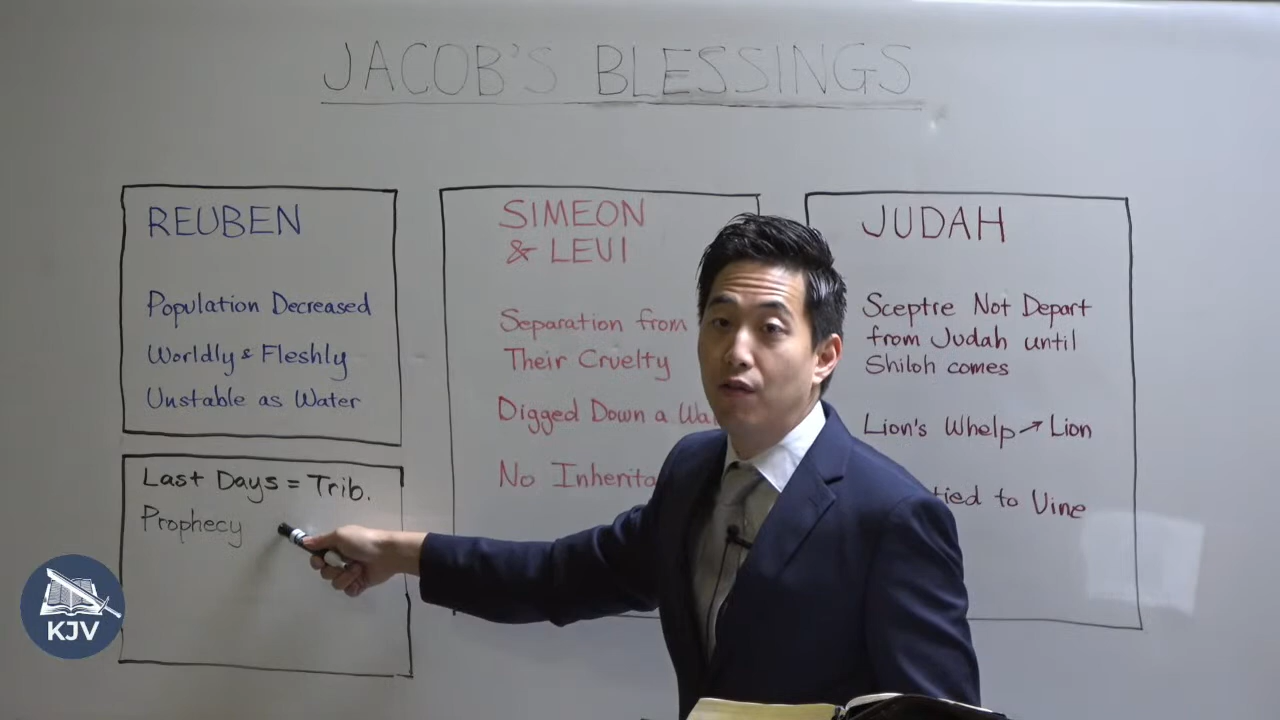 JACOB'S BLESSINGS
REUBEN
Population Decreased
Worldly & Fleshly
Unstable as Water
Last Days = Trib.
Prophecy
SIMEON
& LEVI
Separation from
Their Cruelty
Digged Down a
No
JUDAH
Sceptre Not Depart
from Judah until
Shiloh comes
Lion's Whelp → Lion
tied to Vine
KJV